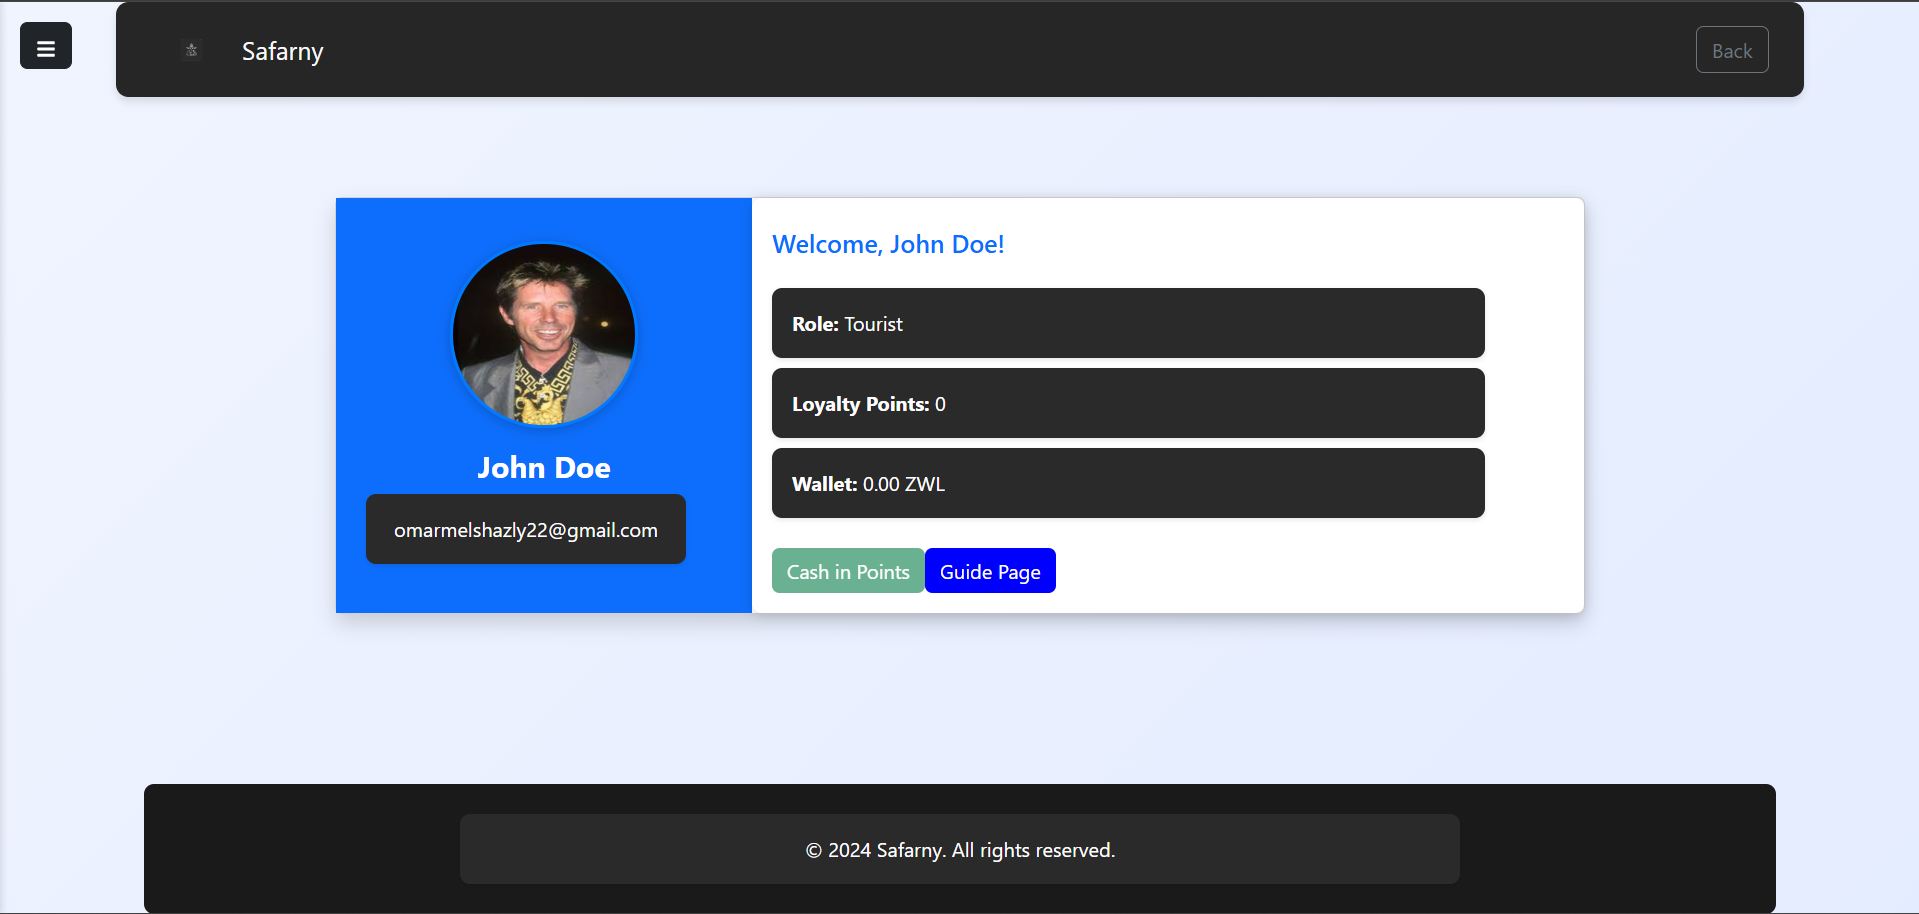 Safarny
Back
John Doe
omarmelshazly22@gmail.com
Welcome, John Doe!
Role: Tourist
Loyalty Points: 0
Wallet: 0.00 ZWL
Cash in Points
Guide Page
© 2024 Safarny. All rights reserved.